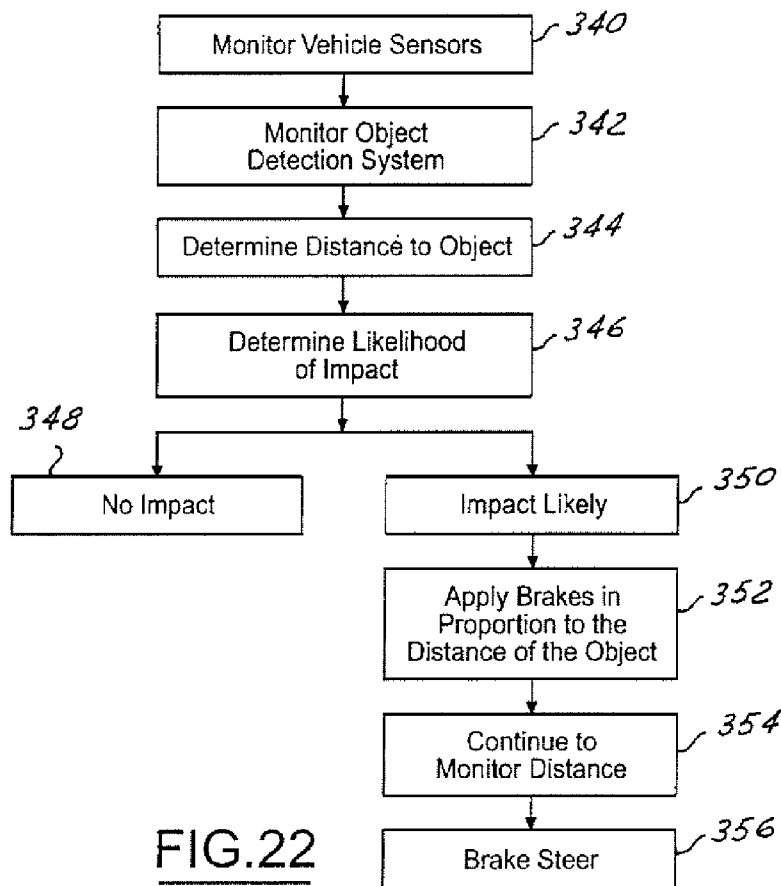 Monitor Vehicle Sensors
340
Monitor Object
Detection System
342
Determine Distance to Object
344
Determine Likelihood
of Impact
346
348
No Impact
Impact Likely
350
Apply Brakes in
Proportion to the
Distance of the Object
352
Continue to
Monitor Distance
354
Brake Steer
356
FIG.22